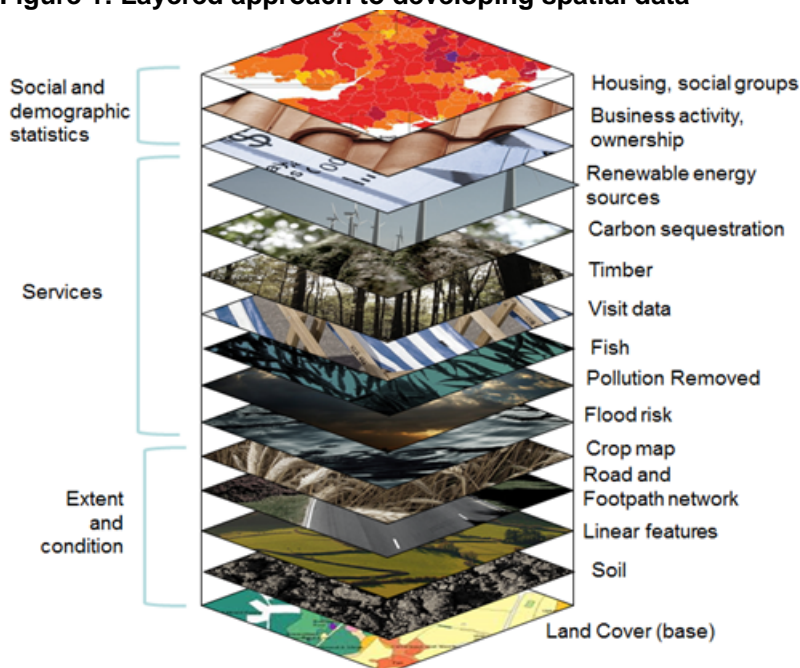 Figure 1: Layered approach to developing spatial data
Social and
demographic
statistics
Services
Extent
and
condition
Housing, social groups
Business activity,
ownership
Renewable energy
sources
Carbon sequestration
Timber
Visit data
Fish
Pollution Removed
Flood risk
Crop map
Road and
Footpath network
Linear features
Soil
Land Cover (base)